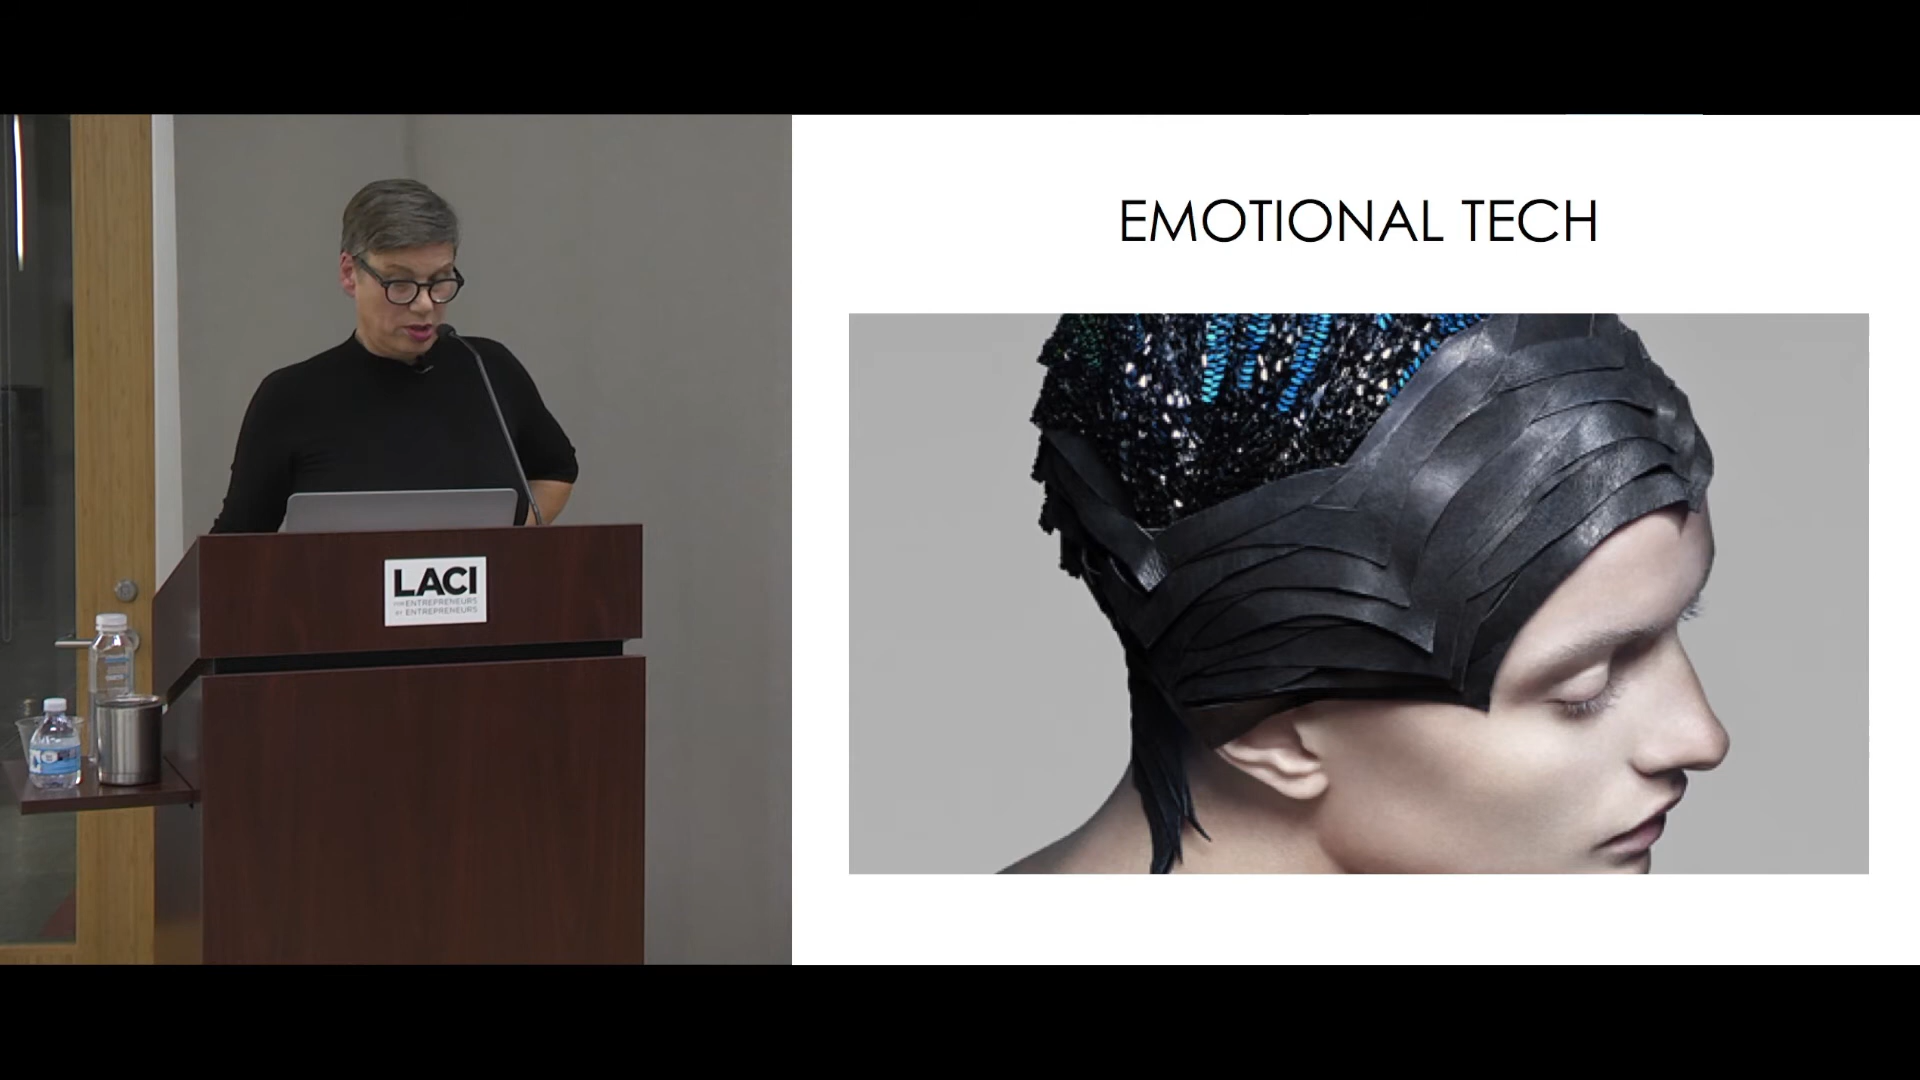 EMOTIONAL TECH
LACI
FOR ENTREPRENEURS
BY ENTREPRENEURS